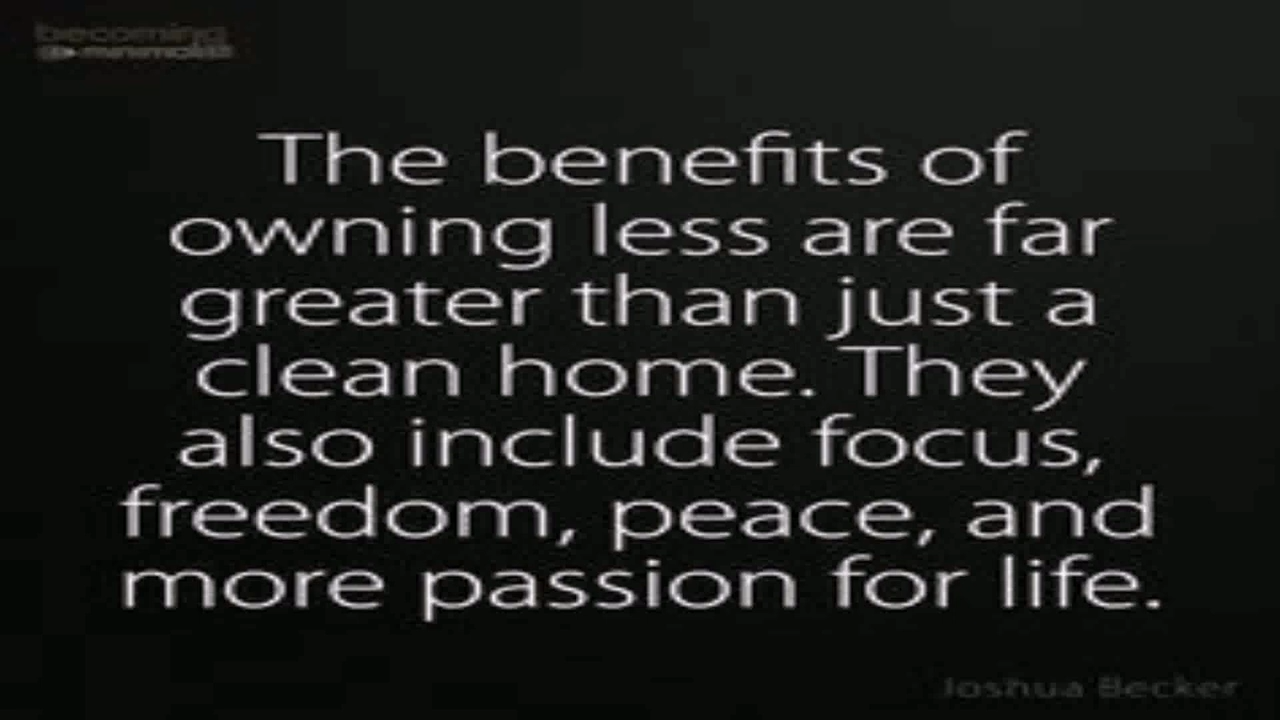 becoming
minimalist
The benefits of
owning less are far
greater than just a
clean home. They
also include focus,
freedom, peace, and
more passion for life.
Joshua Becker